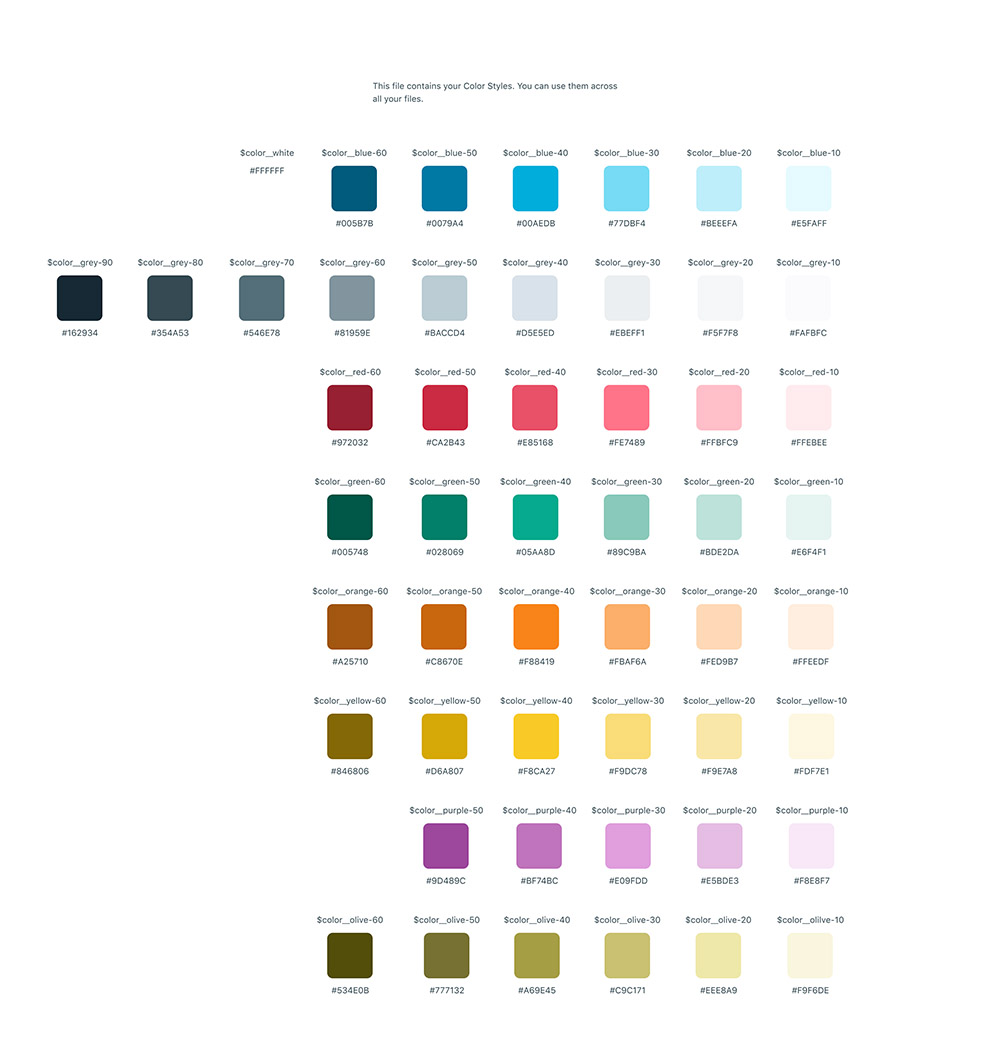 This file contains your Color Styles. You can use them across
all your files.
$color__white $color__blue-60 $color__blue-50 $color__blue-40 $color__blue-30 $color__blue-20 $color__blue-10
#FFFFFF
#005B7B #0079A4 #00AEDB #77DBF4 #BEEEFA #E5FAFF
$color__grey-90 $color__grey-80 $color__grey-70 $color__grey-60 $color__grey-50 $color__grey-40 $color__grey-30 $color__grey-20 $color__grey-10
#162934 #354A53 #546E78 #81959E #BACCD4 #D5E5ED #EBEFF1 #F5F7F8 #FAFBFC
$color__red-60 $color__red-50 $color__red-40 $color__red-30 $color__red-20 $color__red-10
#972032 #CA2B43 #E85168 #FE7489 #FFBFC9 #FFEBEE
$color__green-60 $color__green-50 $color__green-40 $color__green-30 $color__green-20 $color__green-10
#005748 #028069 #05AA8D #89C9BA #BDE2DA #E6F4F1
$color__orange-60 $color__orange-50 $color__orange-40 $color__orange-30 $color__orange-20 $color__orange-10
#A25710 #C8670E #F88419 #FBAF6A #FED9B7 #FFEEDF
$color__yellow-60 $color__yellow-50 $color__yellow-40 $color__yellow-30 $color__yellow-20 $color__yellow-10
#846806 #D6A807 #F8CA27 #F9DC78 #F9E7A8 #FDF7E1
$color__purple-50 $color__purple-40 $color__purple-30 $color__purple-20 $color__purple-10
#9D489C #BF74BC #E09FDD #E5BDE3 #F8E8F7
$color__olive-60 $color__olive-50 $color__olive-40 $color__olive-30 $color__olive-20 $color__olilve-10
#534E0B #777132 #A69E45 #C9C171 #EEE8A9 #F9F6DE